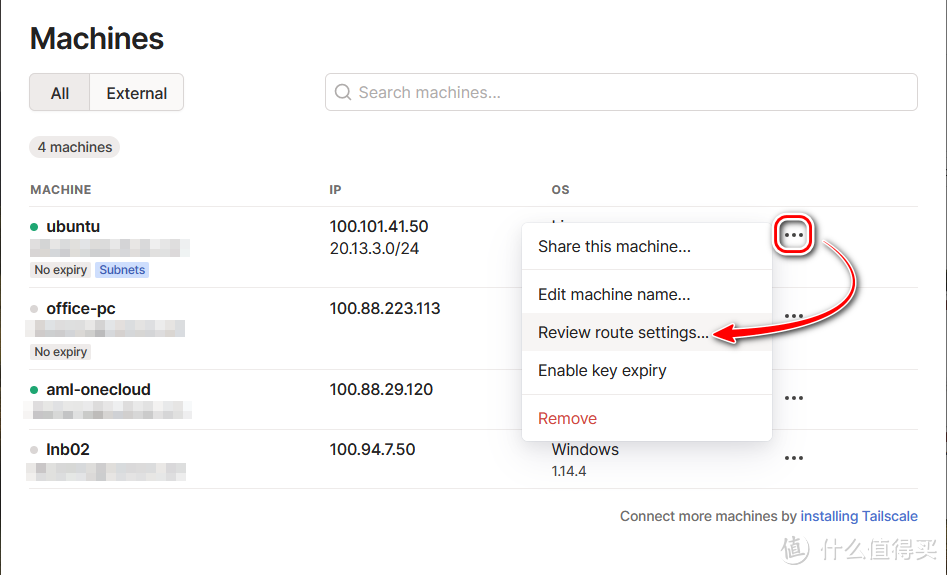 Machines
All External
Search machines...
4 machines
MACHINE IP OS
ubuntu 100.101.41.50
20.13.3.0/24
No expiry Subnets
Share this machine...
office-pc 100.88.223.113
Edit machine name...
Review route settings...
No expiry
Enable key expiry
aml-onecloud 100.88.29.120
Remove
lnb02 100.94.7.50 Windows
1.14.4
Connect more machines by installing Tailscale
值 什么值得买